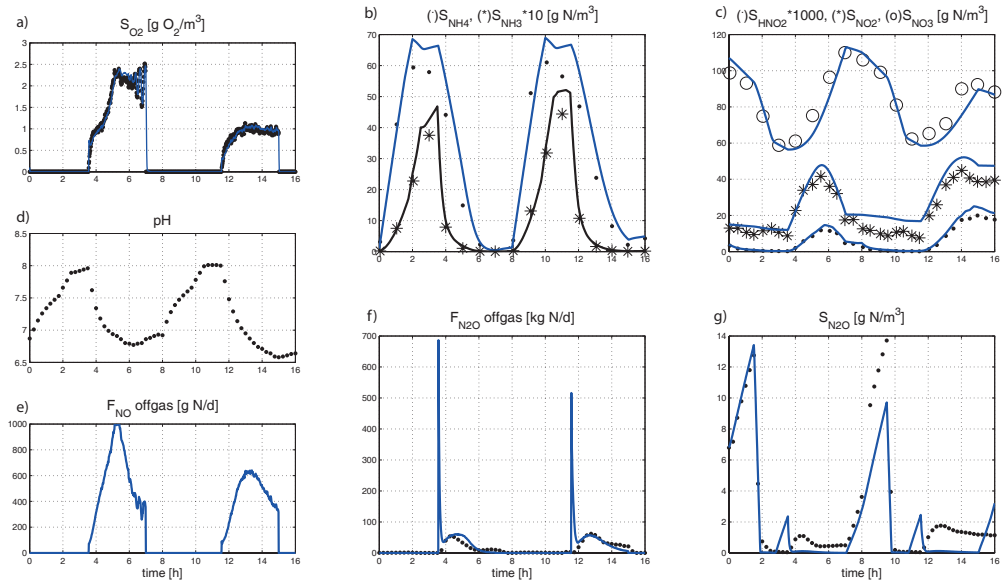 a)
S_O2 [g O₂/m³]
3
2.5
2
1.5
1
0.5
0
0 2 4 6 8 10 12 14 16
b)
(·)S_NH4, (*)S_NH3*10 [g N/m³]
70
60
50
40
30
20
10
0
0 2 4 6 8 10 12 14 16
c)
(·)S_HNO2 *1000, (*)S_NO2, (o)S_NO3 [g N/m³]
120
100
80
60
40
20
0
0 2 4 6 8 10 12 14 16
d)
pH
8.5
8
7.5
7
6.5
0 2 4 6 8 10 12 14 16
e)
F_NO offgas [g N/d]
1000
800
600
400
200
0
0 2 4 6 8 10 12 14 16
time [h]
f)
F_N2O offgas [kg N/d]
700
600
500
400
300
200
100
0
0 2 4 6 8 10 12 14 16
time [h]
g)
S_N2O [g N/m³]
14
12
10
8
6
4
2
0
0 2 4 6 8 10 12 14 16
time [h]